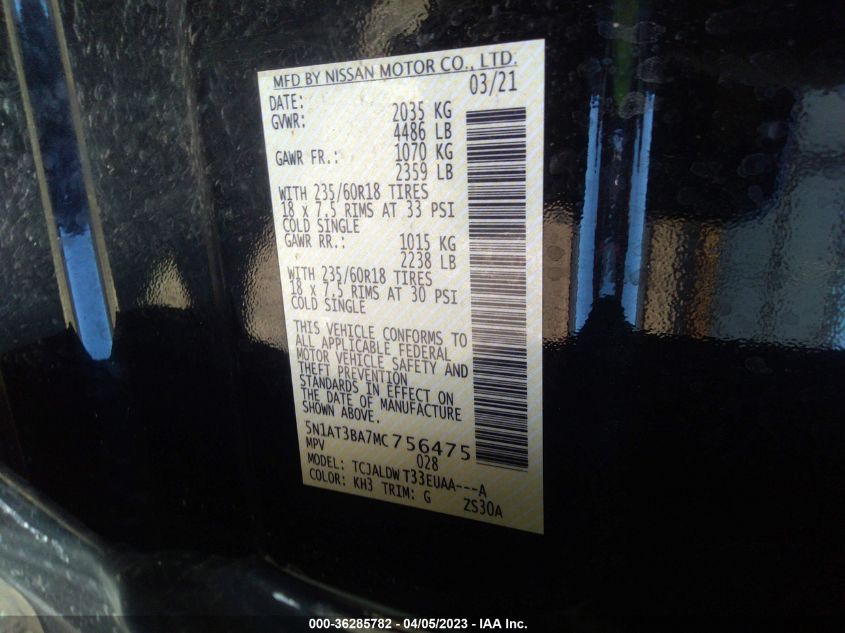 MFD BY NISSAN MOTOR CO., LTD.
DATE: 03/21
GVWR: 2035 KG
4486 LB
GAWR FR.: 1070 KG
2359 LB
WITH 235/60R18 TIRES
18 x 7.5 RIMS AT 33 PSI
COLD SINGLE
GAWR RR.: 1015 KG
2238 LB
WITH 235/60R18 TIRES
18 x 7.5 RIMS AT 30 PSI
COLD SINGLE
THIS VEHICLE CONFORMS TO
ALL APPLICABLE FEDERAL
MOTOR VEHICLE SAFETY AND
THEFT PREVENTION
STANDARDS IN EFFECT ON
THE DATE OF MANUFACTURE
SHOWN ABOVE.
5N1AT3BA7MC756475
MPV 028
MODEL: TCJALDWT33EUAA---A
COLOR: KH3 TRIM: G ZS30A
000-36285782 - 04/05/2023 - IAA Inc.